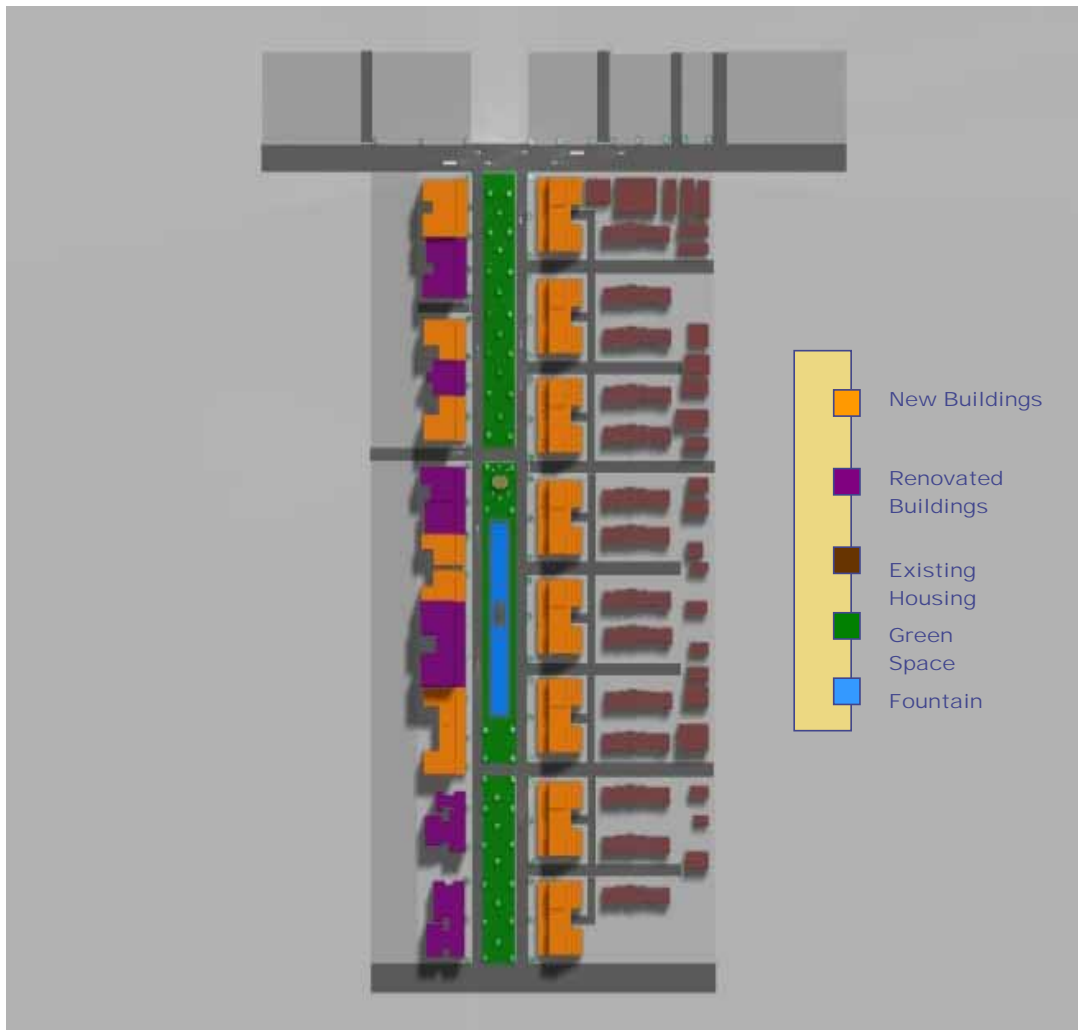 New Buildings
Renovated
Buildings
Existing
Housing
Green
Space
Fountain